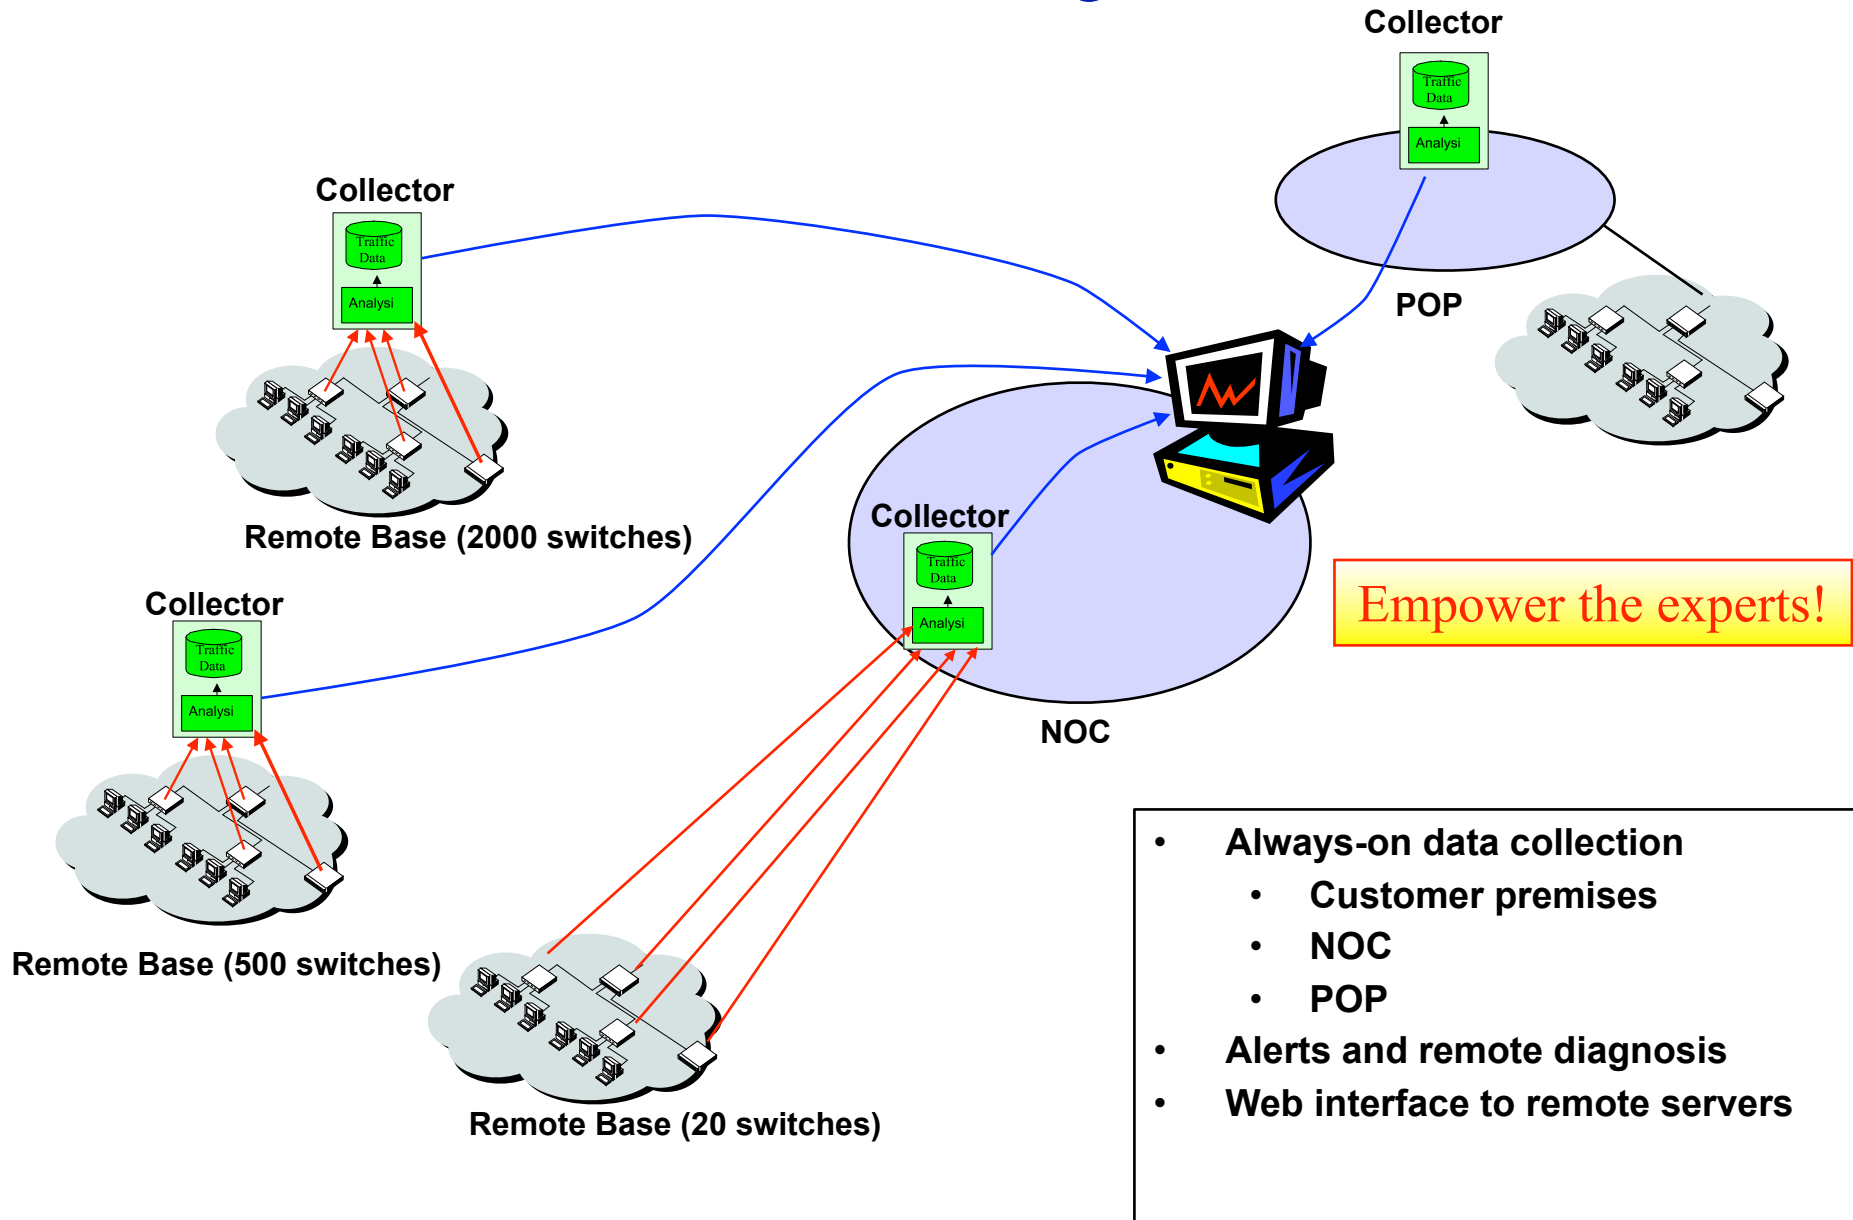 Collector
Traffic
Data
Analysi
Collector
Traffic
Data
Analysi
POP
Remote Base (2000 switches)
Collector
Traffic
Data
Analysi
Empower the experts!
Collector
Traffic
Data
Analysi
NOC
Remote Base (500 switches)
Remote Base (20 switches)
• Always-on data collection
• Customer premises
• NOC
• POP
• Alerts and remote diagnosis
• Web interface to remote servers